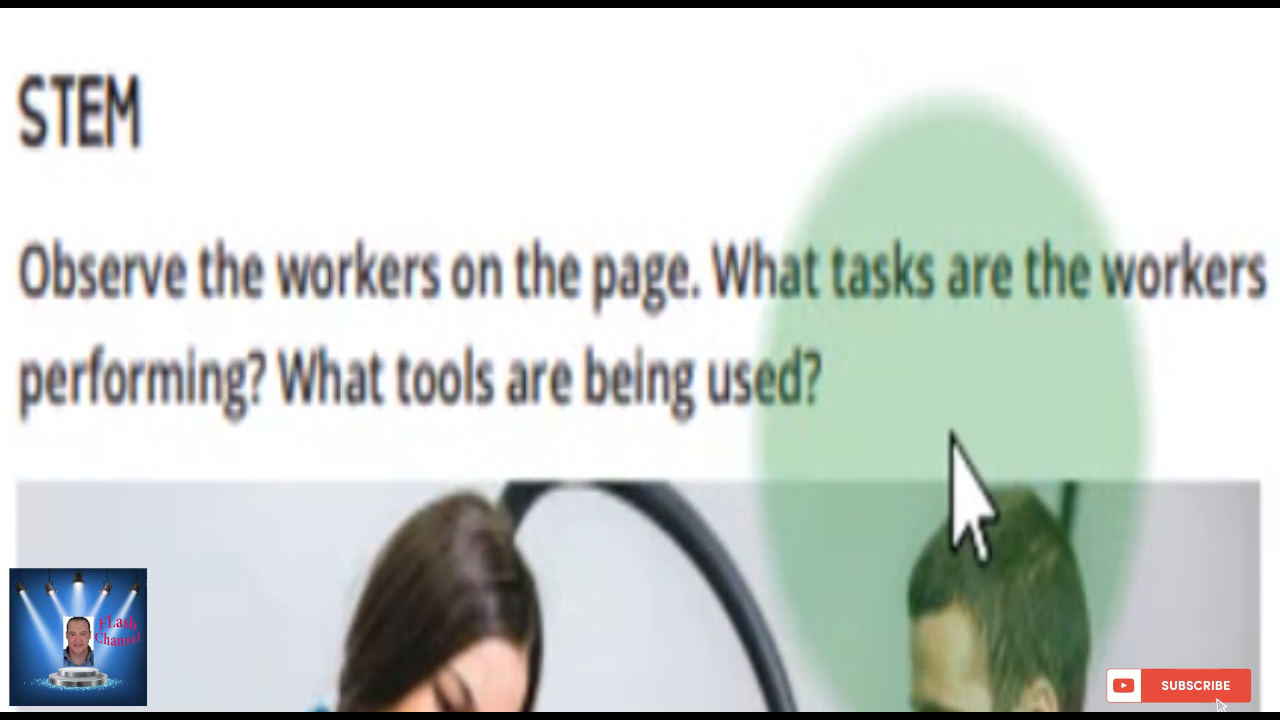 STEM
Observe the workers on the page. What tasks are the workers
performing? What tools are being used?
FLash
Channel
SUBSCRIBE